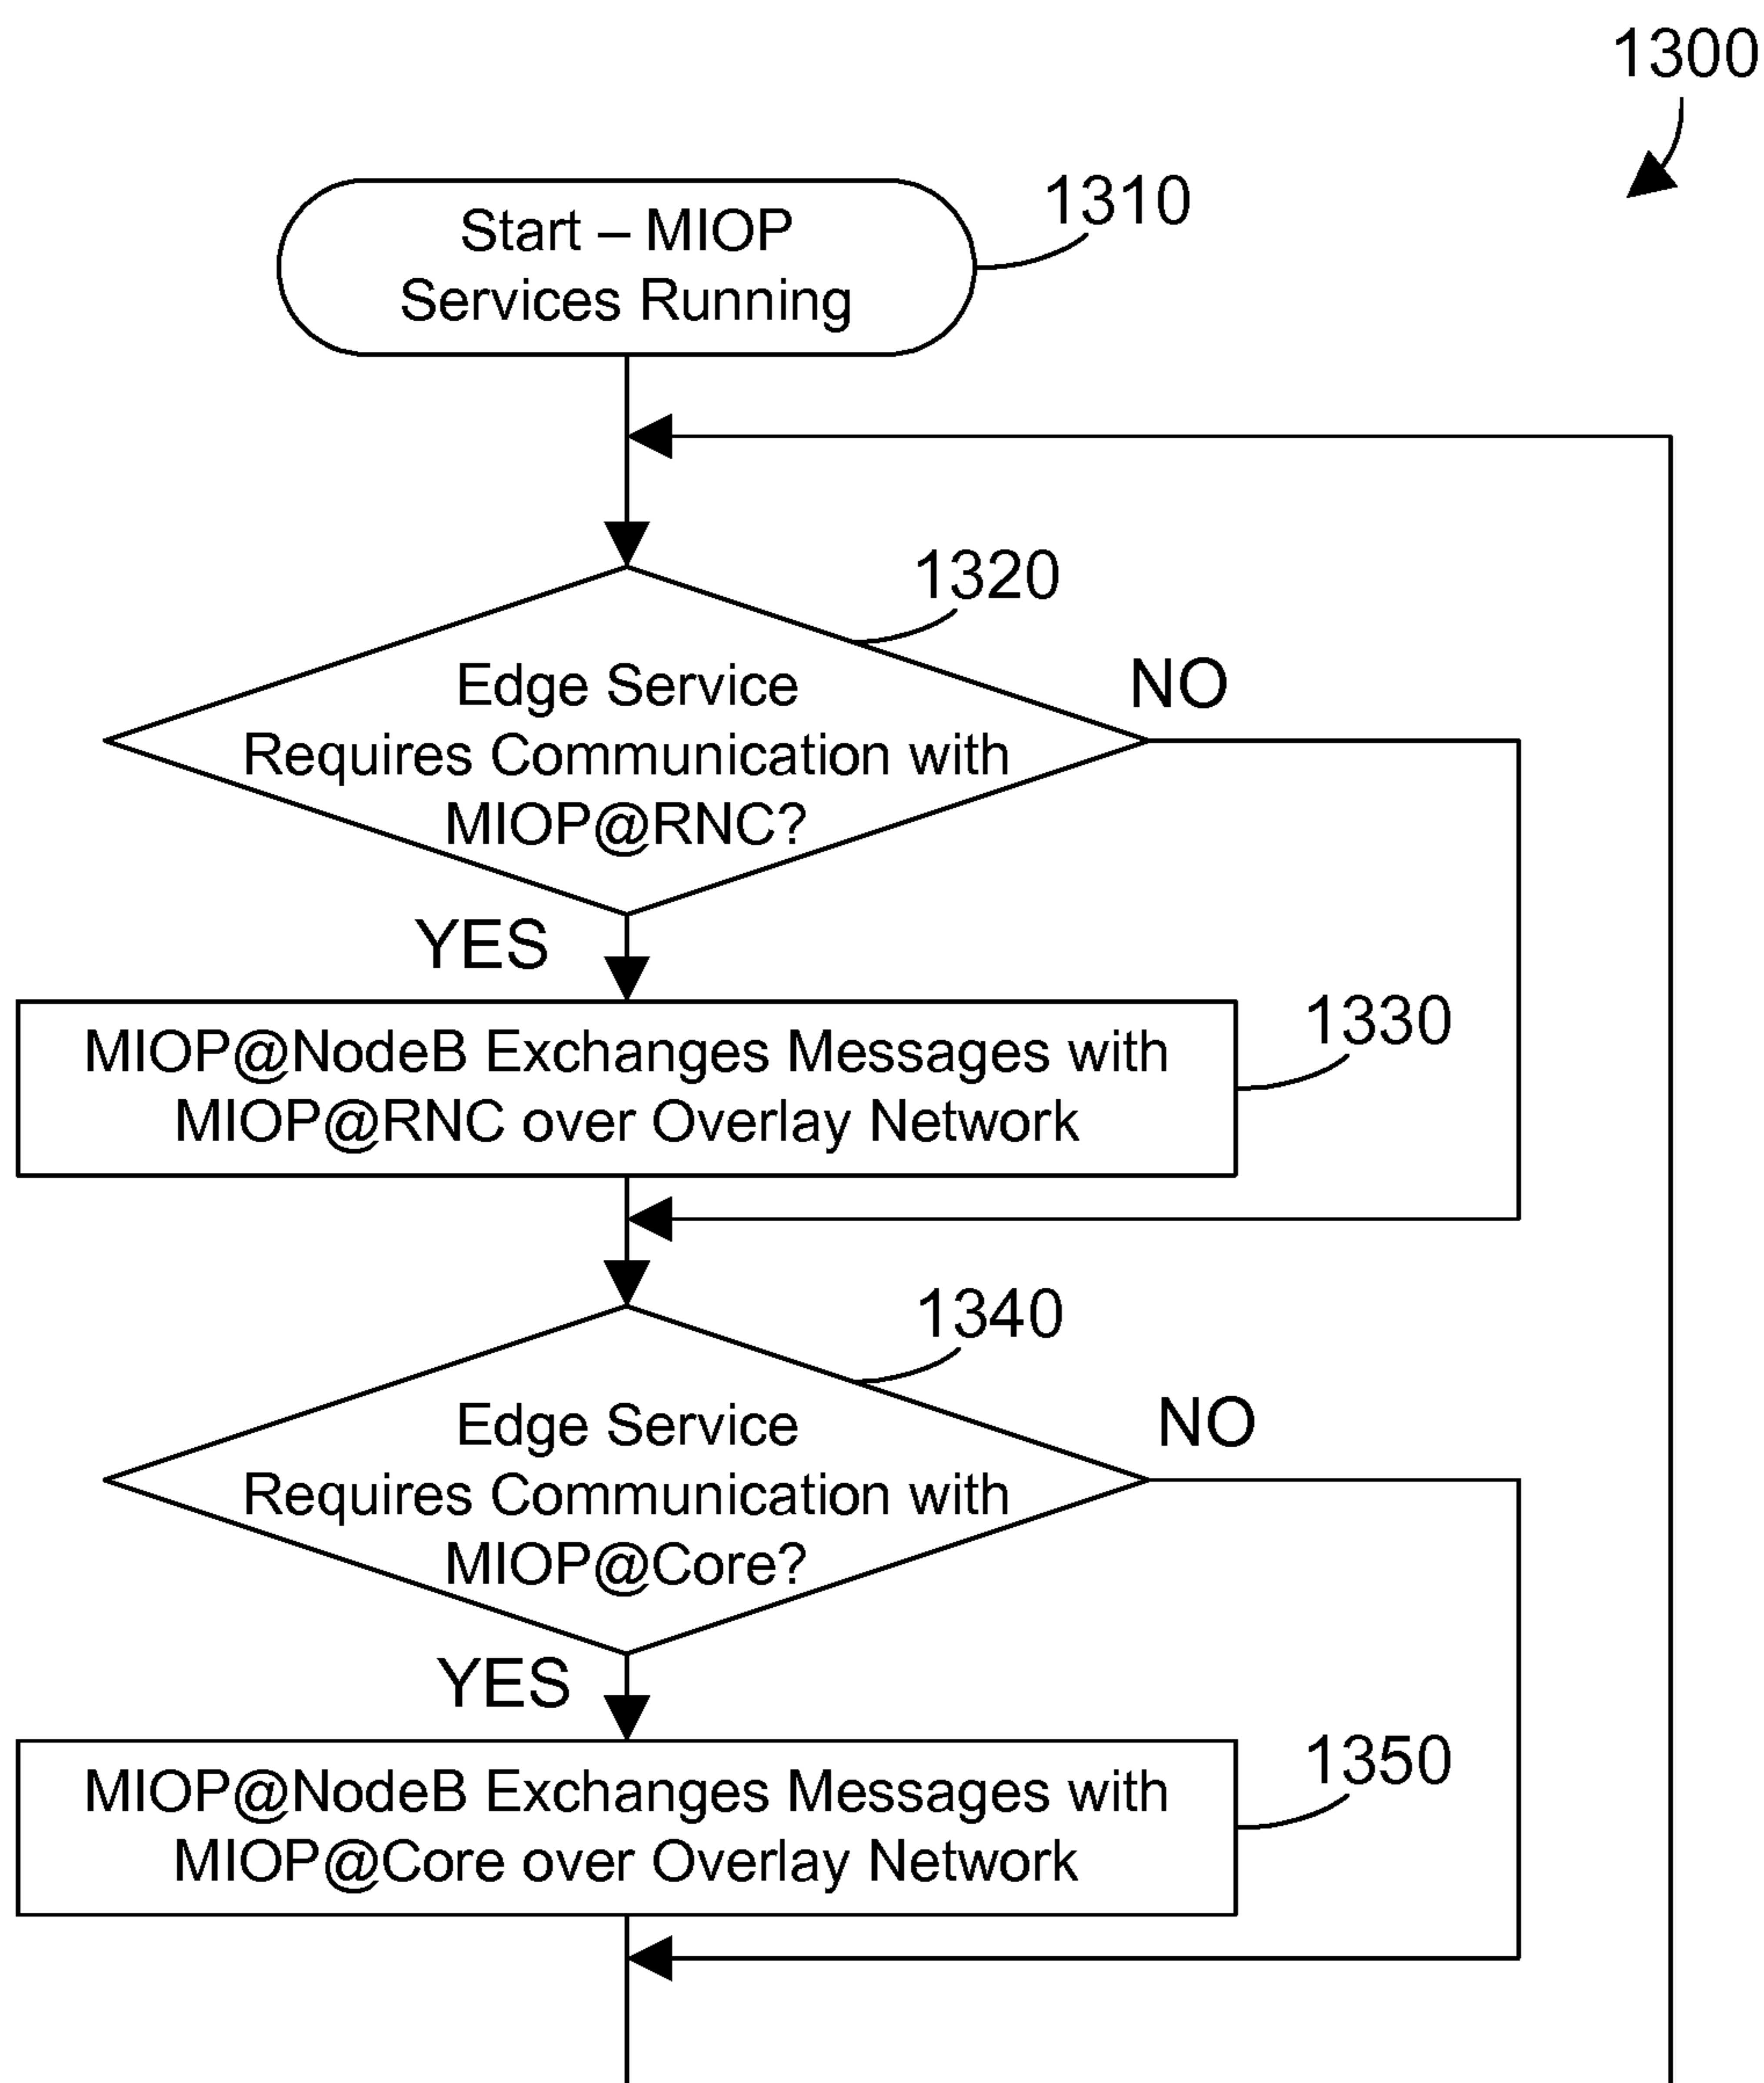 1300
1310
Start – MIOP
Services Running
1320
Edge Service
Requires Communication with
MIOP@RNC?
NO
YES
1330
MIOP@NodeB Exchanges Messages with
MIOP@RNC over Overlay Network
1340
Edge Service
Requires Communication with
MIOP@Core?
NO
YES
1350
MIOP@NodeB Exchanges Messages with
MIOP@Core over Overlay Network